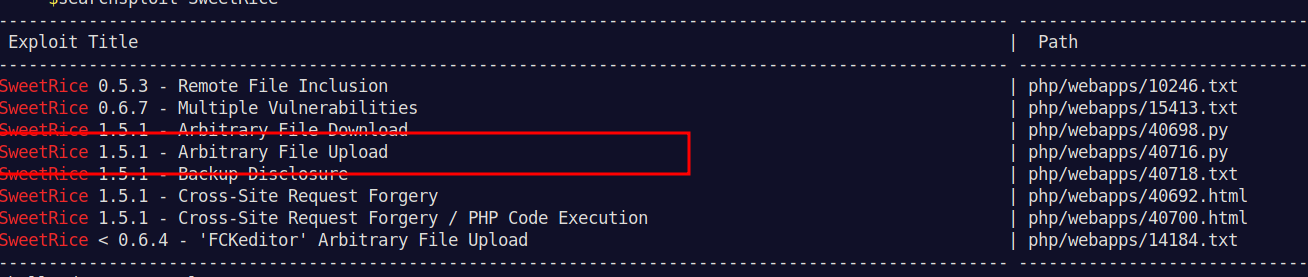 $searchsploit SweetRice
Exploit Title | Path
SweetRice 0.5.3 - Remote File Inclusion | php/webapps/10246.txt
SweetRice 0.6.7 - Multiple Vulnerabilities | php/webapps/15413.txt
SweetRice 1.5.1 - Arbitrary File Download | php/webapps/40698.py
SweetRice 1.5.1 - Arbitrary File Upload | php/webapps/40716.py
SweetRice 1.5.1 - Backup Disclosure | php/webapps/40718.txt
SweetRice 1.5.1 - Cross-Site Request Forgery | php/webapps/40692.html
SweetRice 1.5.1 - Cross-Site Request Forgery / PHP Code Execution | php/webapps/40700.html
SweetRice < 0.6.4 - 'FCKeditor' Arbitrary File Upload | php/webapps/14184.txt